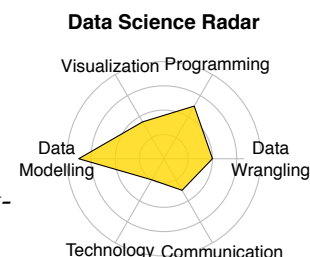 Data Science Radar
Visualization Programming
Data Modelling
Data Wrangling
Technology Communication